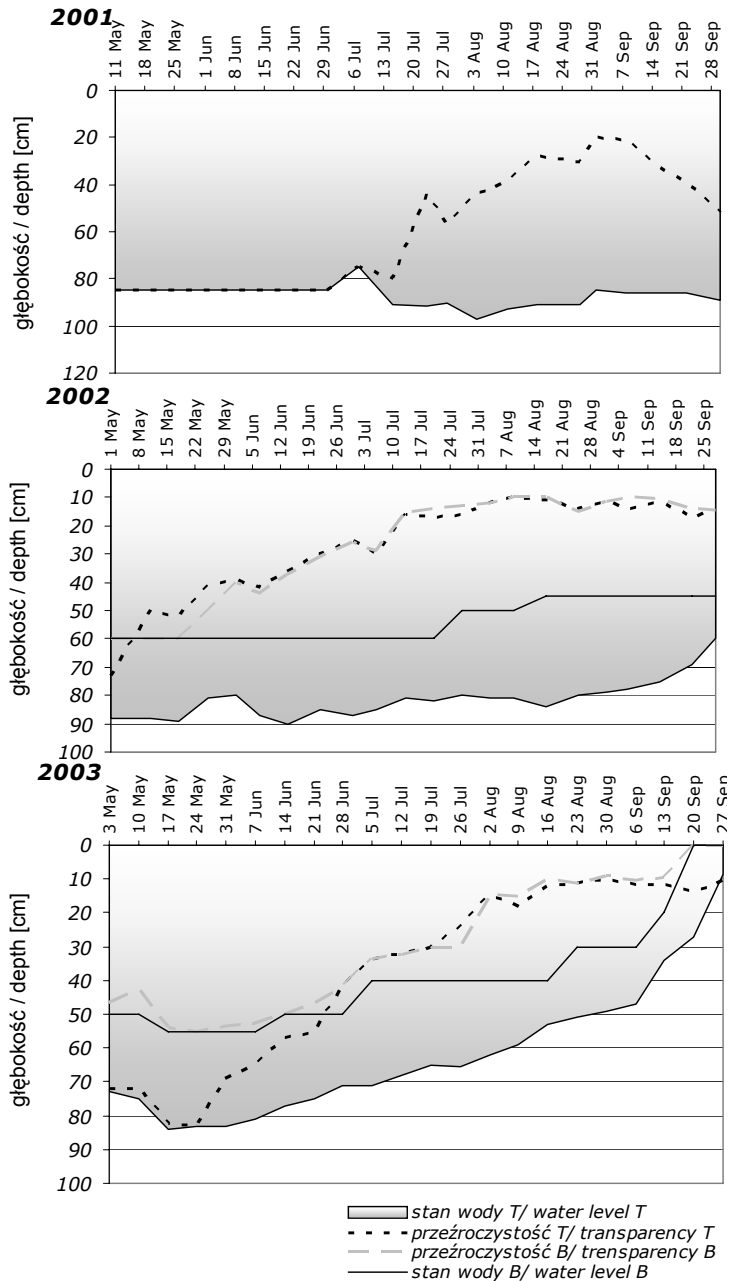 2001
11 May
18 May
25 May
1 Jun
8 Jun
15 Jun
22 Jun
29 Jun
6 Jul
13 Jul
20 Jul
27 Jul
3 Aug
10 Aug
17 Aug
24 Aug
31 Aug
7 Sep
14 Sep
21 Sep
28 Sep
głębokość / depth [cm]
0
20
40
60
80
100
120
2002
1 May
8 May
15 May
22 May
29 May
5 Jun
12 Jun
19 Jun
26 Jun
3 Jul
10 Jul
17 Jul
24 Jul
31 Jul
7 Aug
14 Aug
21 Aug
28 Aug
4 Sep
11 Sep
18 Sep
25 Sep
głębokość / depth [cm]
0
10
20
30
40
50
60
70
80
90
100
2003
3 May
10 May
17 May
24 May
31 May
7 Jun
14 Jun
21 Jun
28 Jun
5 Jul
12 Jul
19 Jul
26 Jul
2 Aug
9 Aug
16 Aug
23 Aug
30 Aug
6 Sep
13 Sep
20 Sep
27 Sep
głębokość / depth [cm]
0
10
20
30
40
50
60
70
80
90
100
stan wody T/ water level T
przeźroczystość T/ transparency T
przeźroczystość B/ trensparency B
stan wody B/ water level B